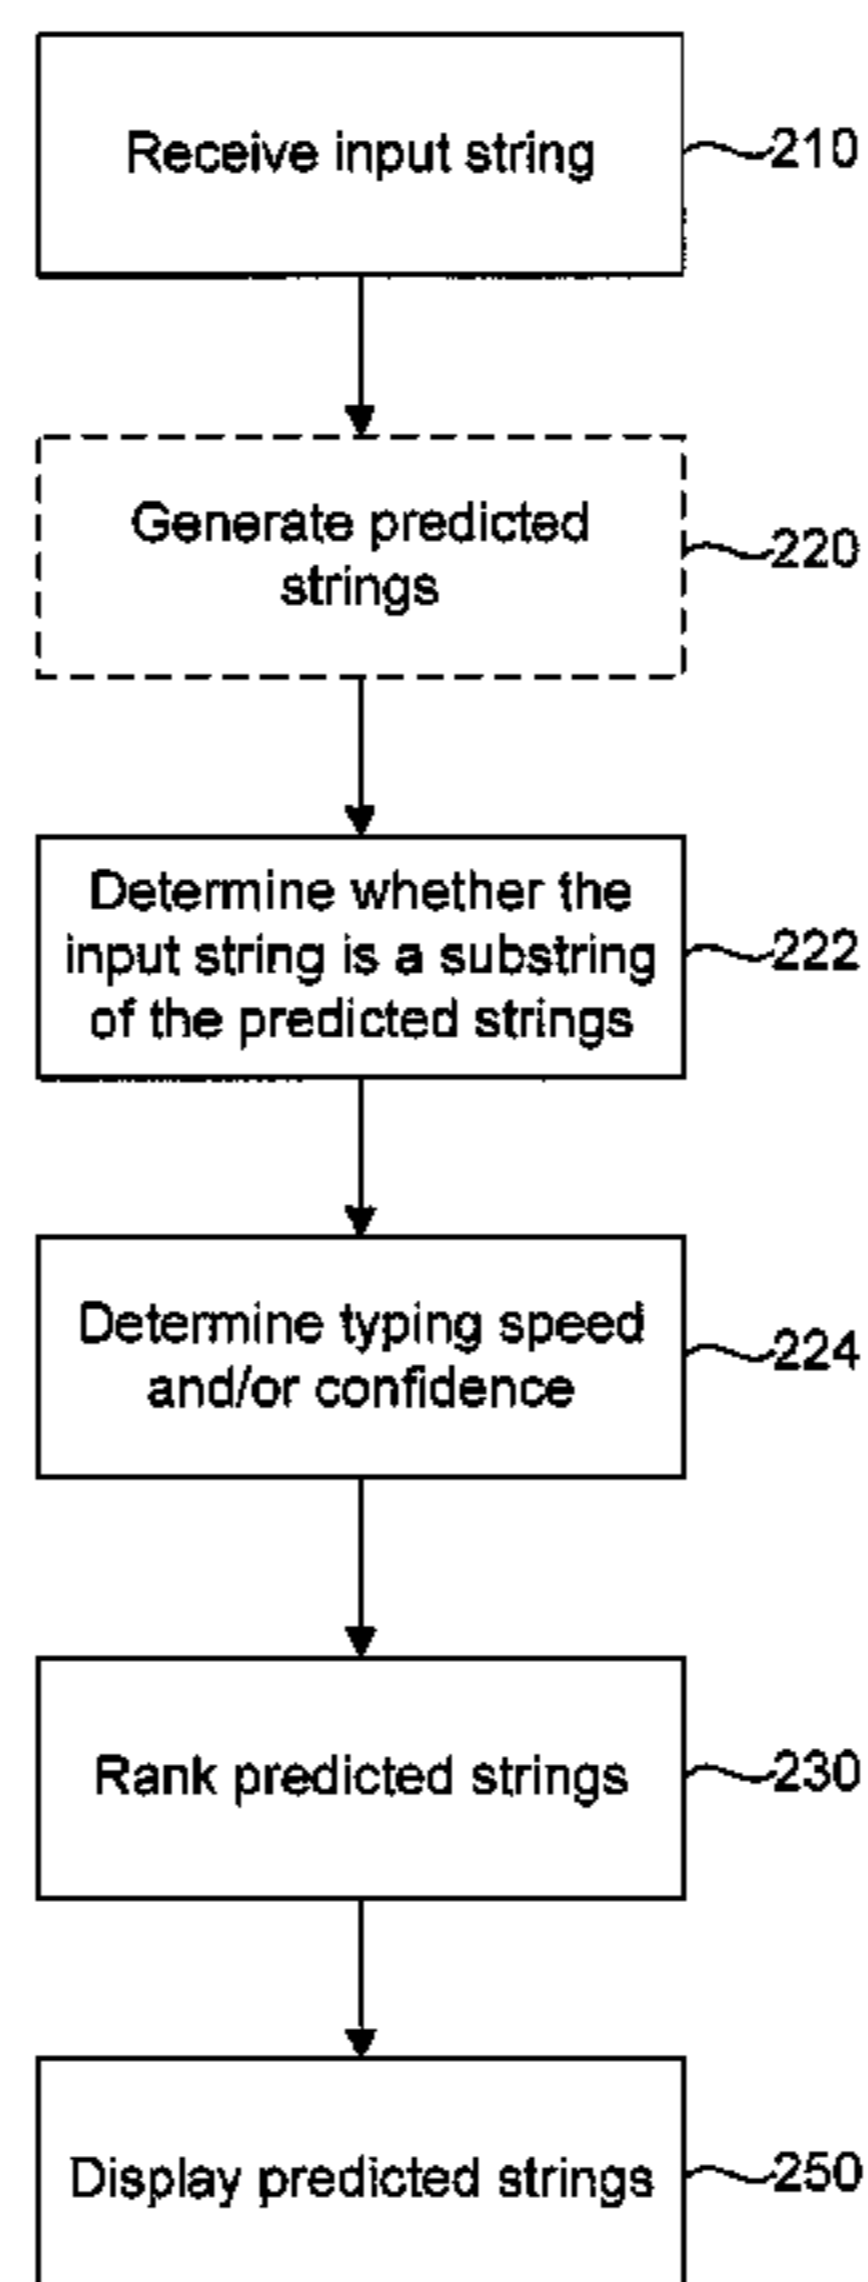 Receive input string
210
Generate predicted
strings
220
Determine whether the
input string is a substring
of the predicted strings
222
Determine typing speed
and/or confidence
224
Rank predicted strings
230
Display predicted strings
250